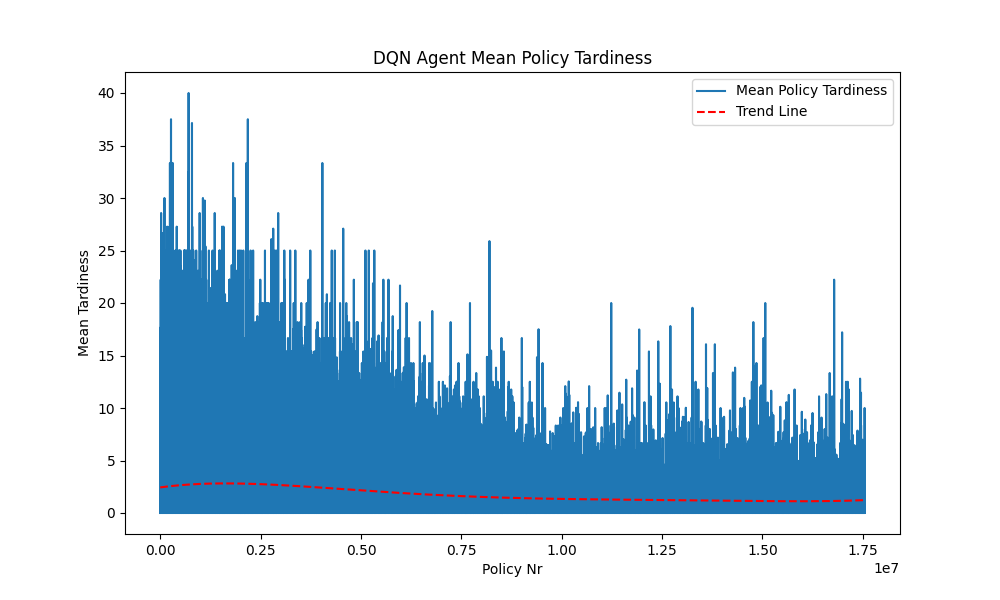 DQN Agent Mean Policy Tardiness
Mean Policy Tardiness
Trend Line
Mean Tardiness
40
35
30
25
20
15
10
5
0
0.00 0.25 0.50 0.75 1.00 1.25 1.50 1.75
1e7
Policy Nr